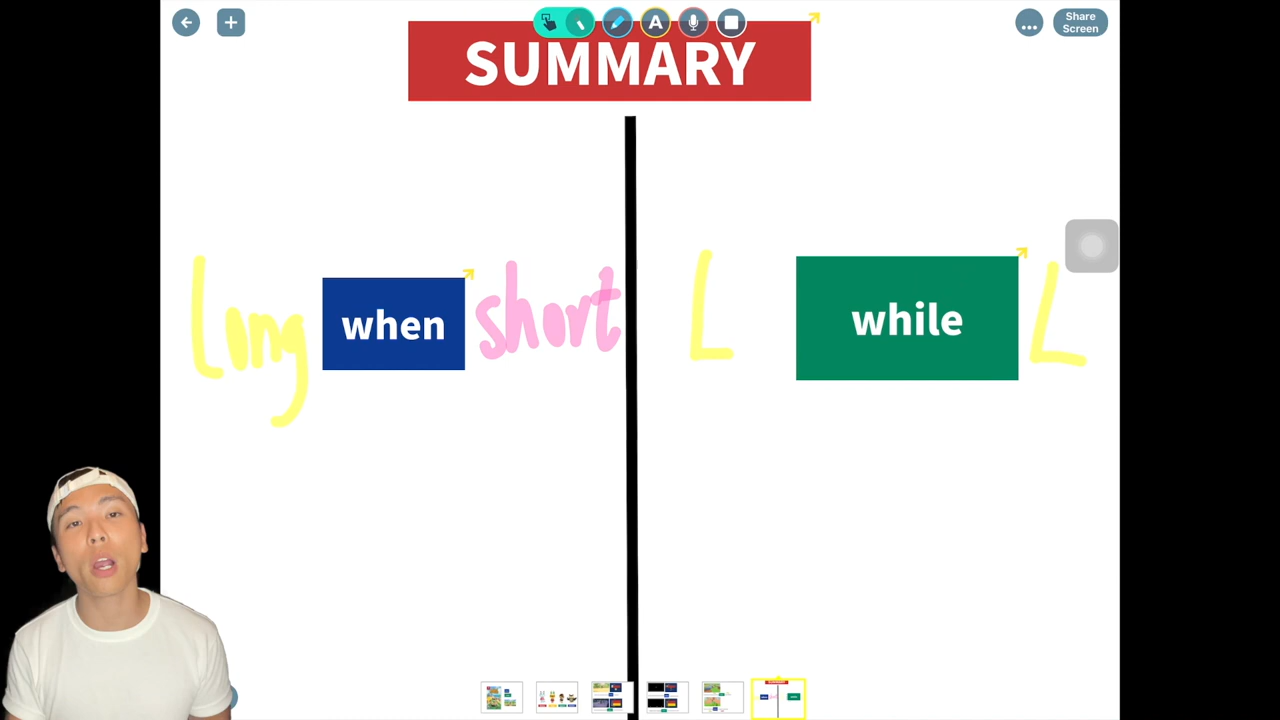 Share
Screen
A
SUMMARY
Long when short
L while L